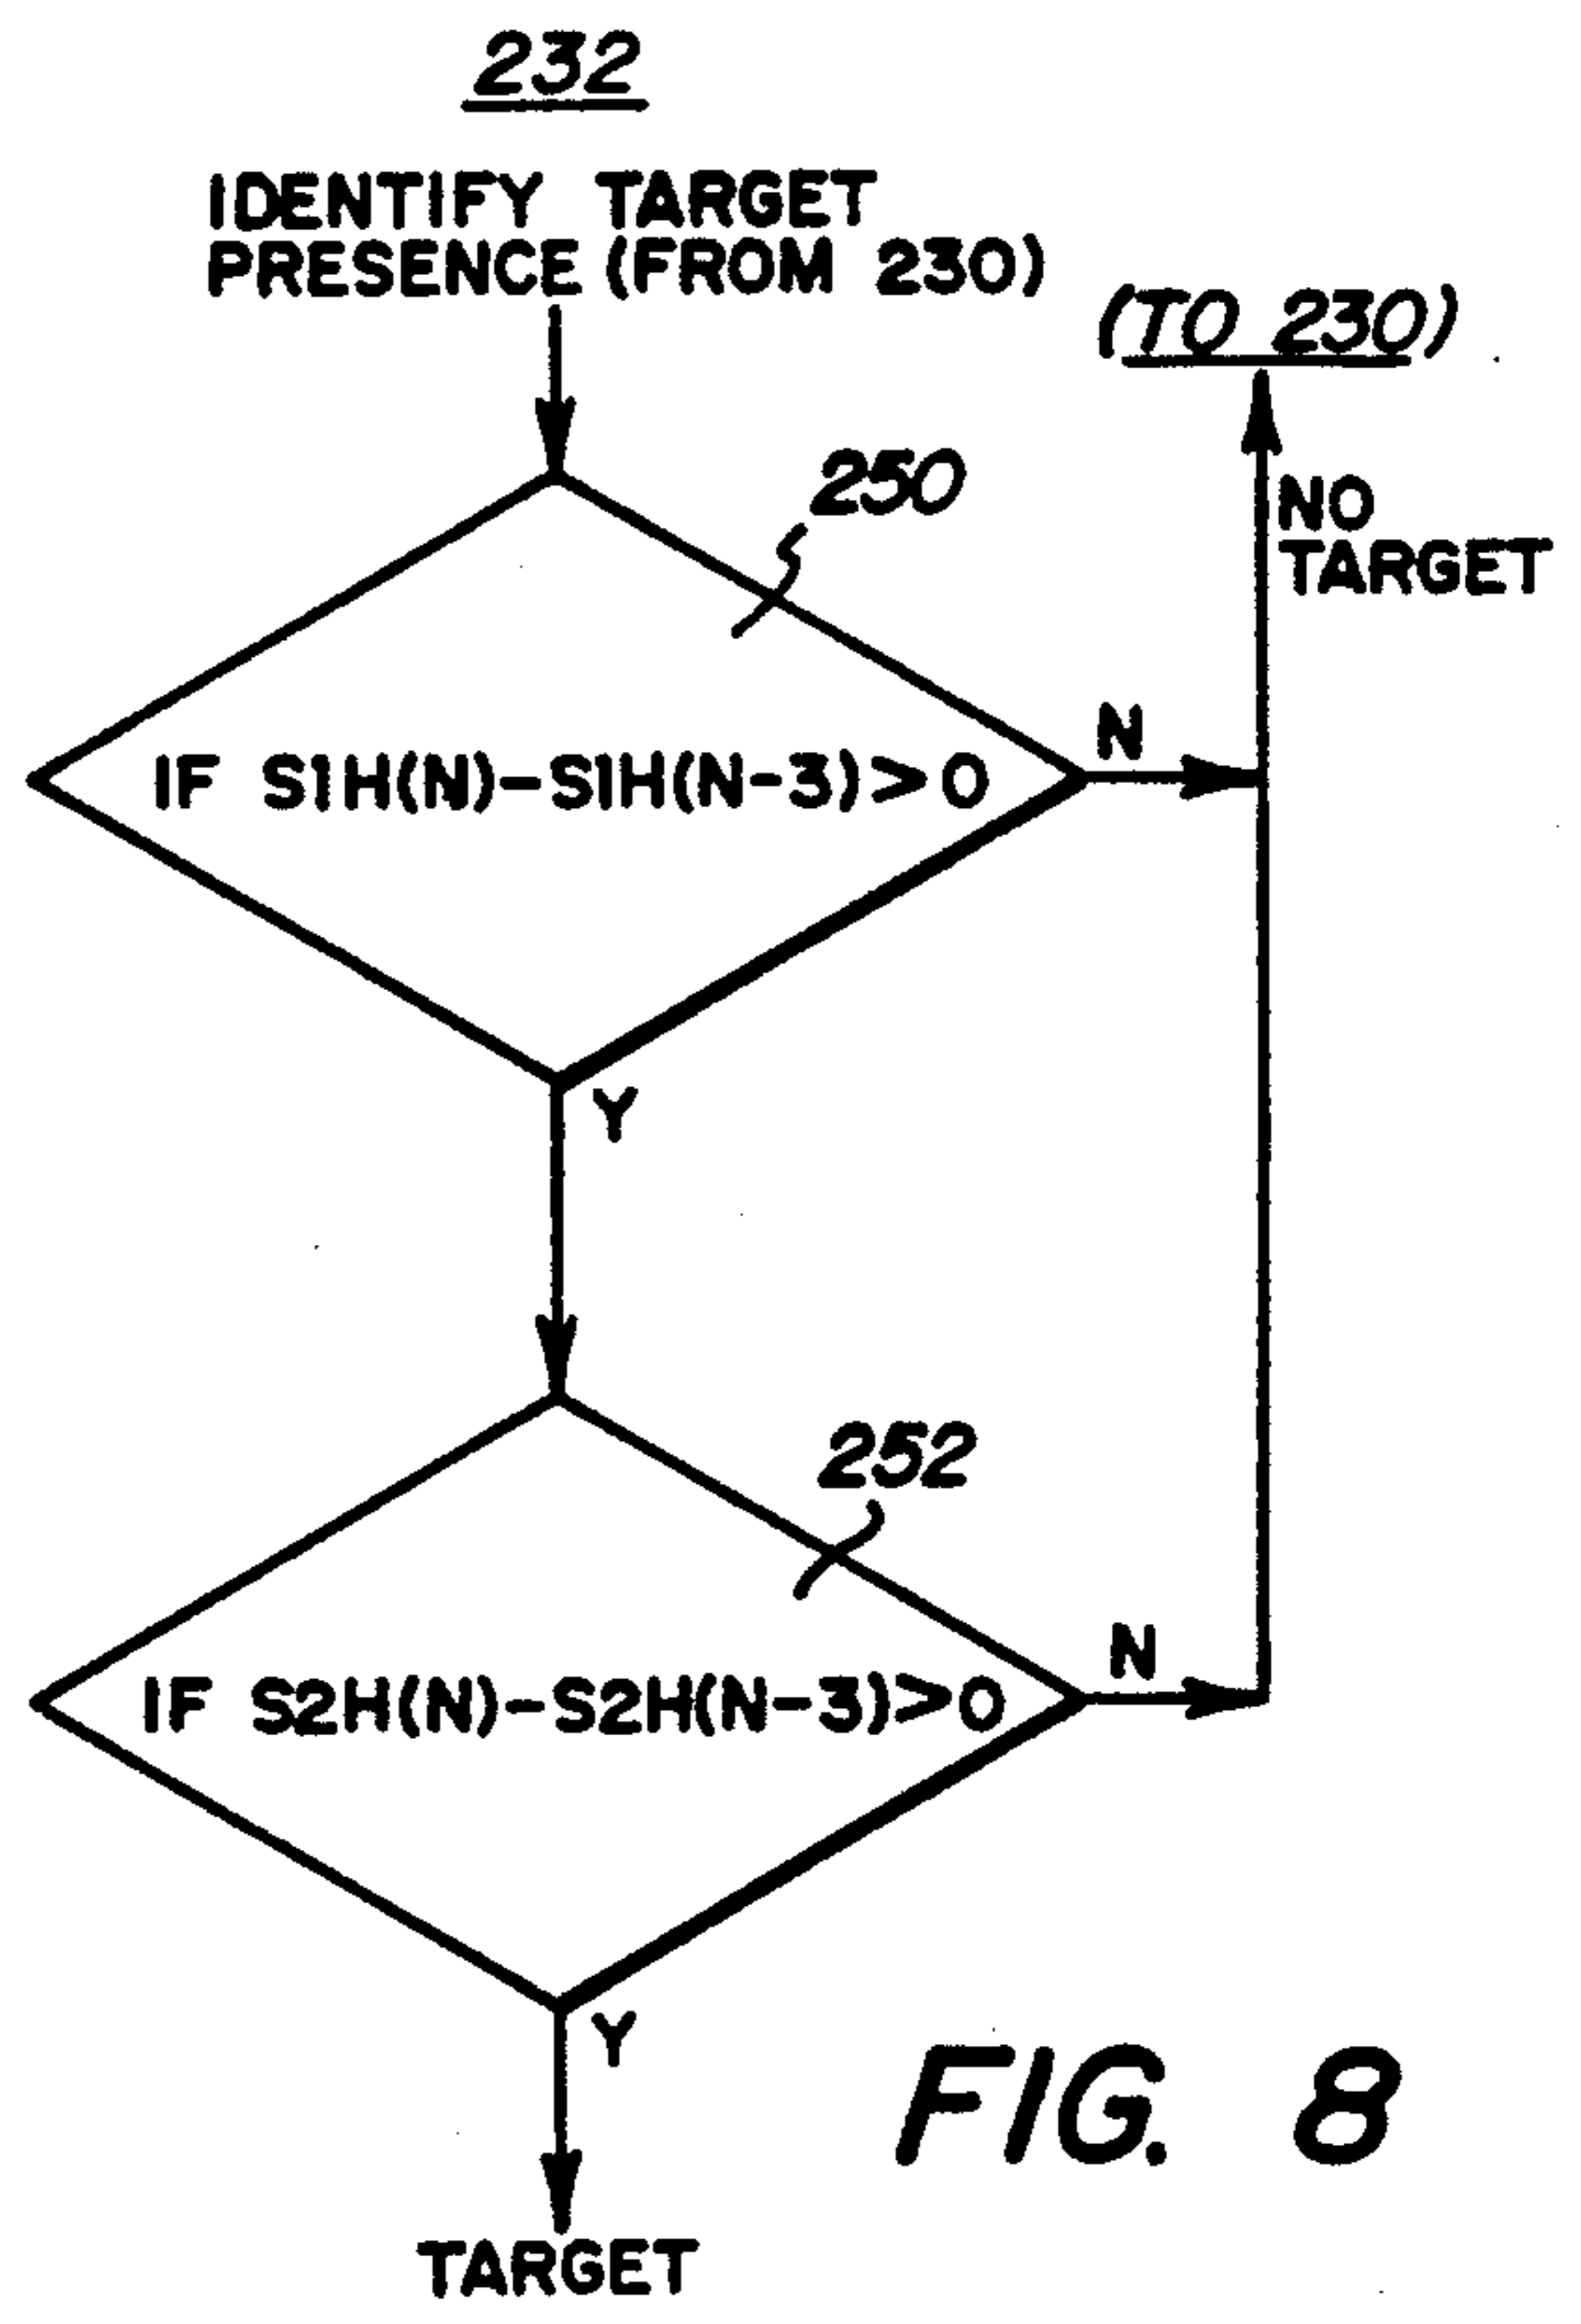 232
IDENTIFY TARGET
PRESENCE (FROM 230)
(TO 230)
250
NO
TARGET
N
IF S1H(N)-S1H(N-3)>0
Y
252
N
IF S2H(N)-S2H(N-3)>0
Y
FIG. 8
TARGET